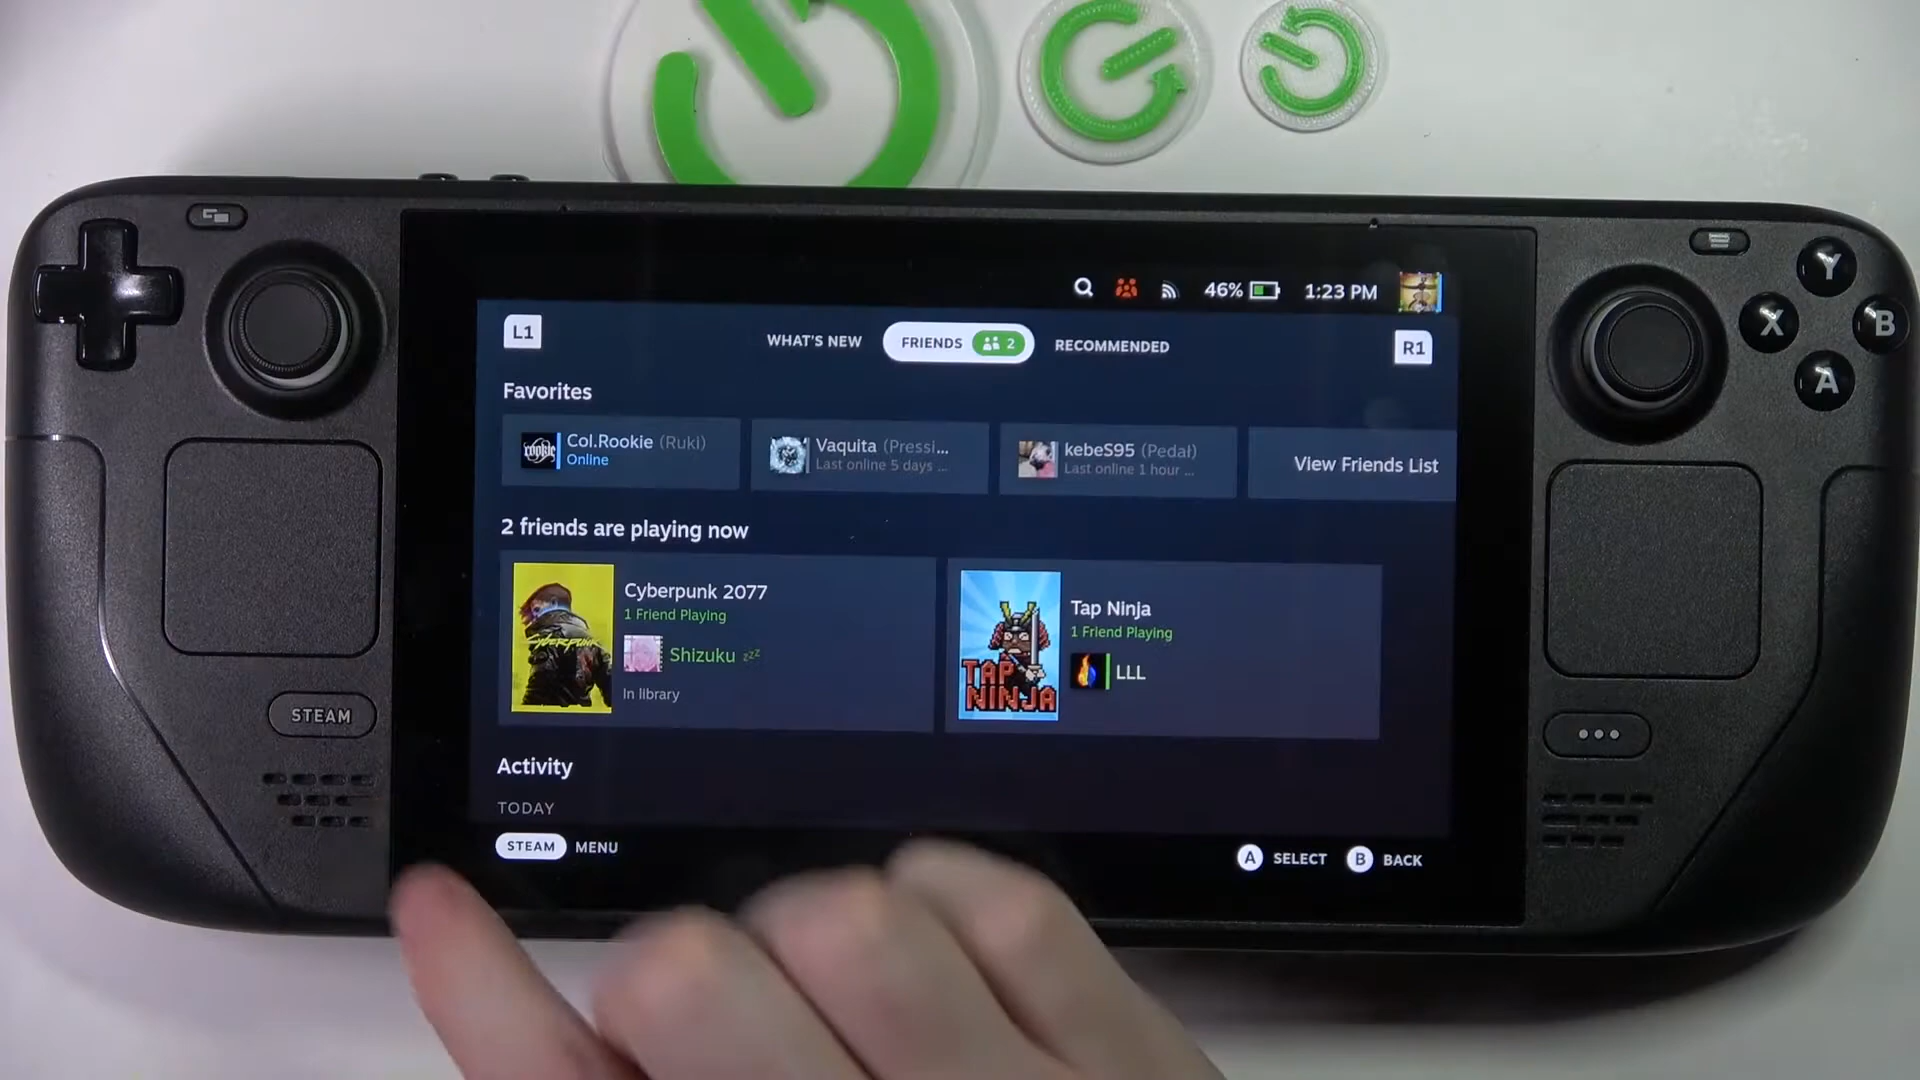 46% 1:23 PM
L1 WHAT'S NEW FRIENDS 2 RECOMMENDED R1
Favorites
Col.Rookie (Ruki)
Online
Vaquita (Pressi...
Last online 5 days ...
kebeS95 (Pedal)
Last online 1 hour ...
View Friends List
2 friends are playing now
Cyberpunk 2077
1 Friend Playing
Shizuku zzz
In library
Tap Ninja
1 Friend Playing
LLL
CYBERPUNK
TAP
NINJA
rookie
Activity
TODAY
STEAM MENU
A SELECT B BACK
STEAM
Y
X
B
A